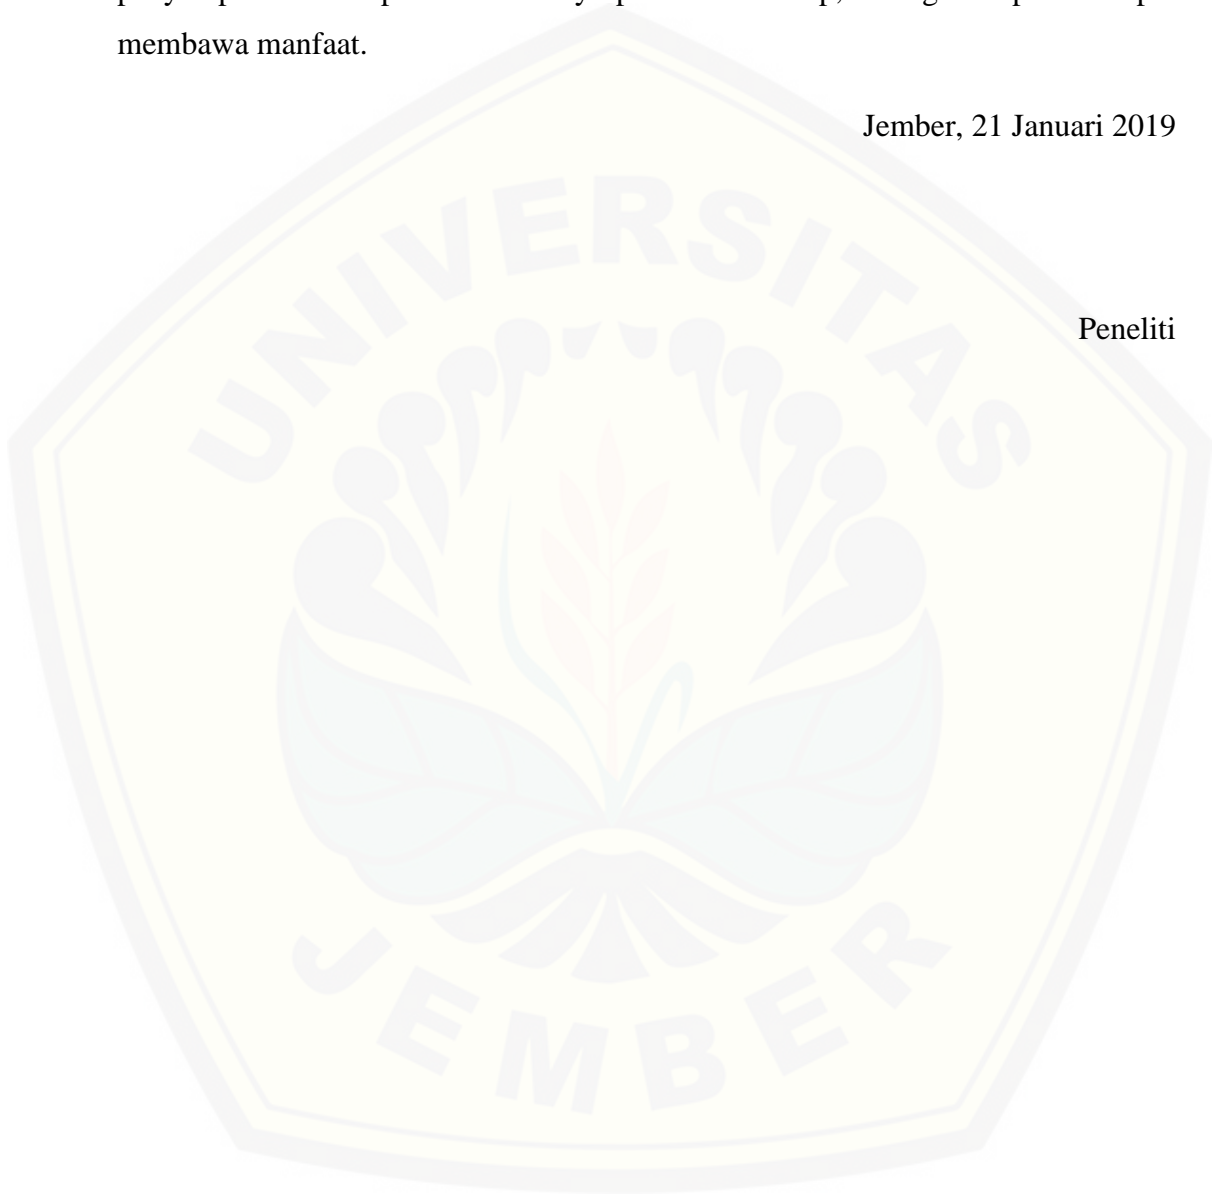 membawa manfaat.
Jember, 21 Januari 2019
UNIVERSITAS
Peneliti
JEMBER